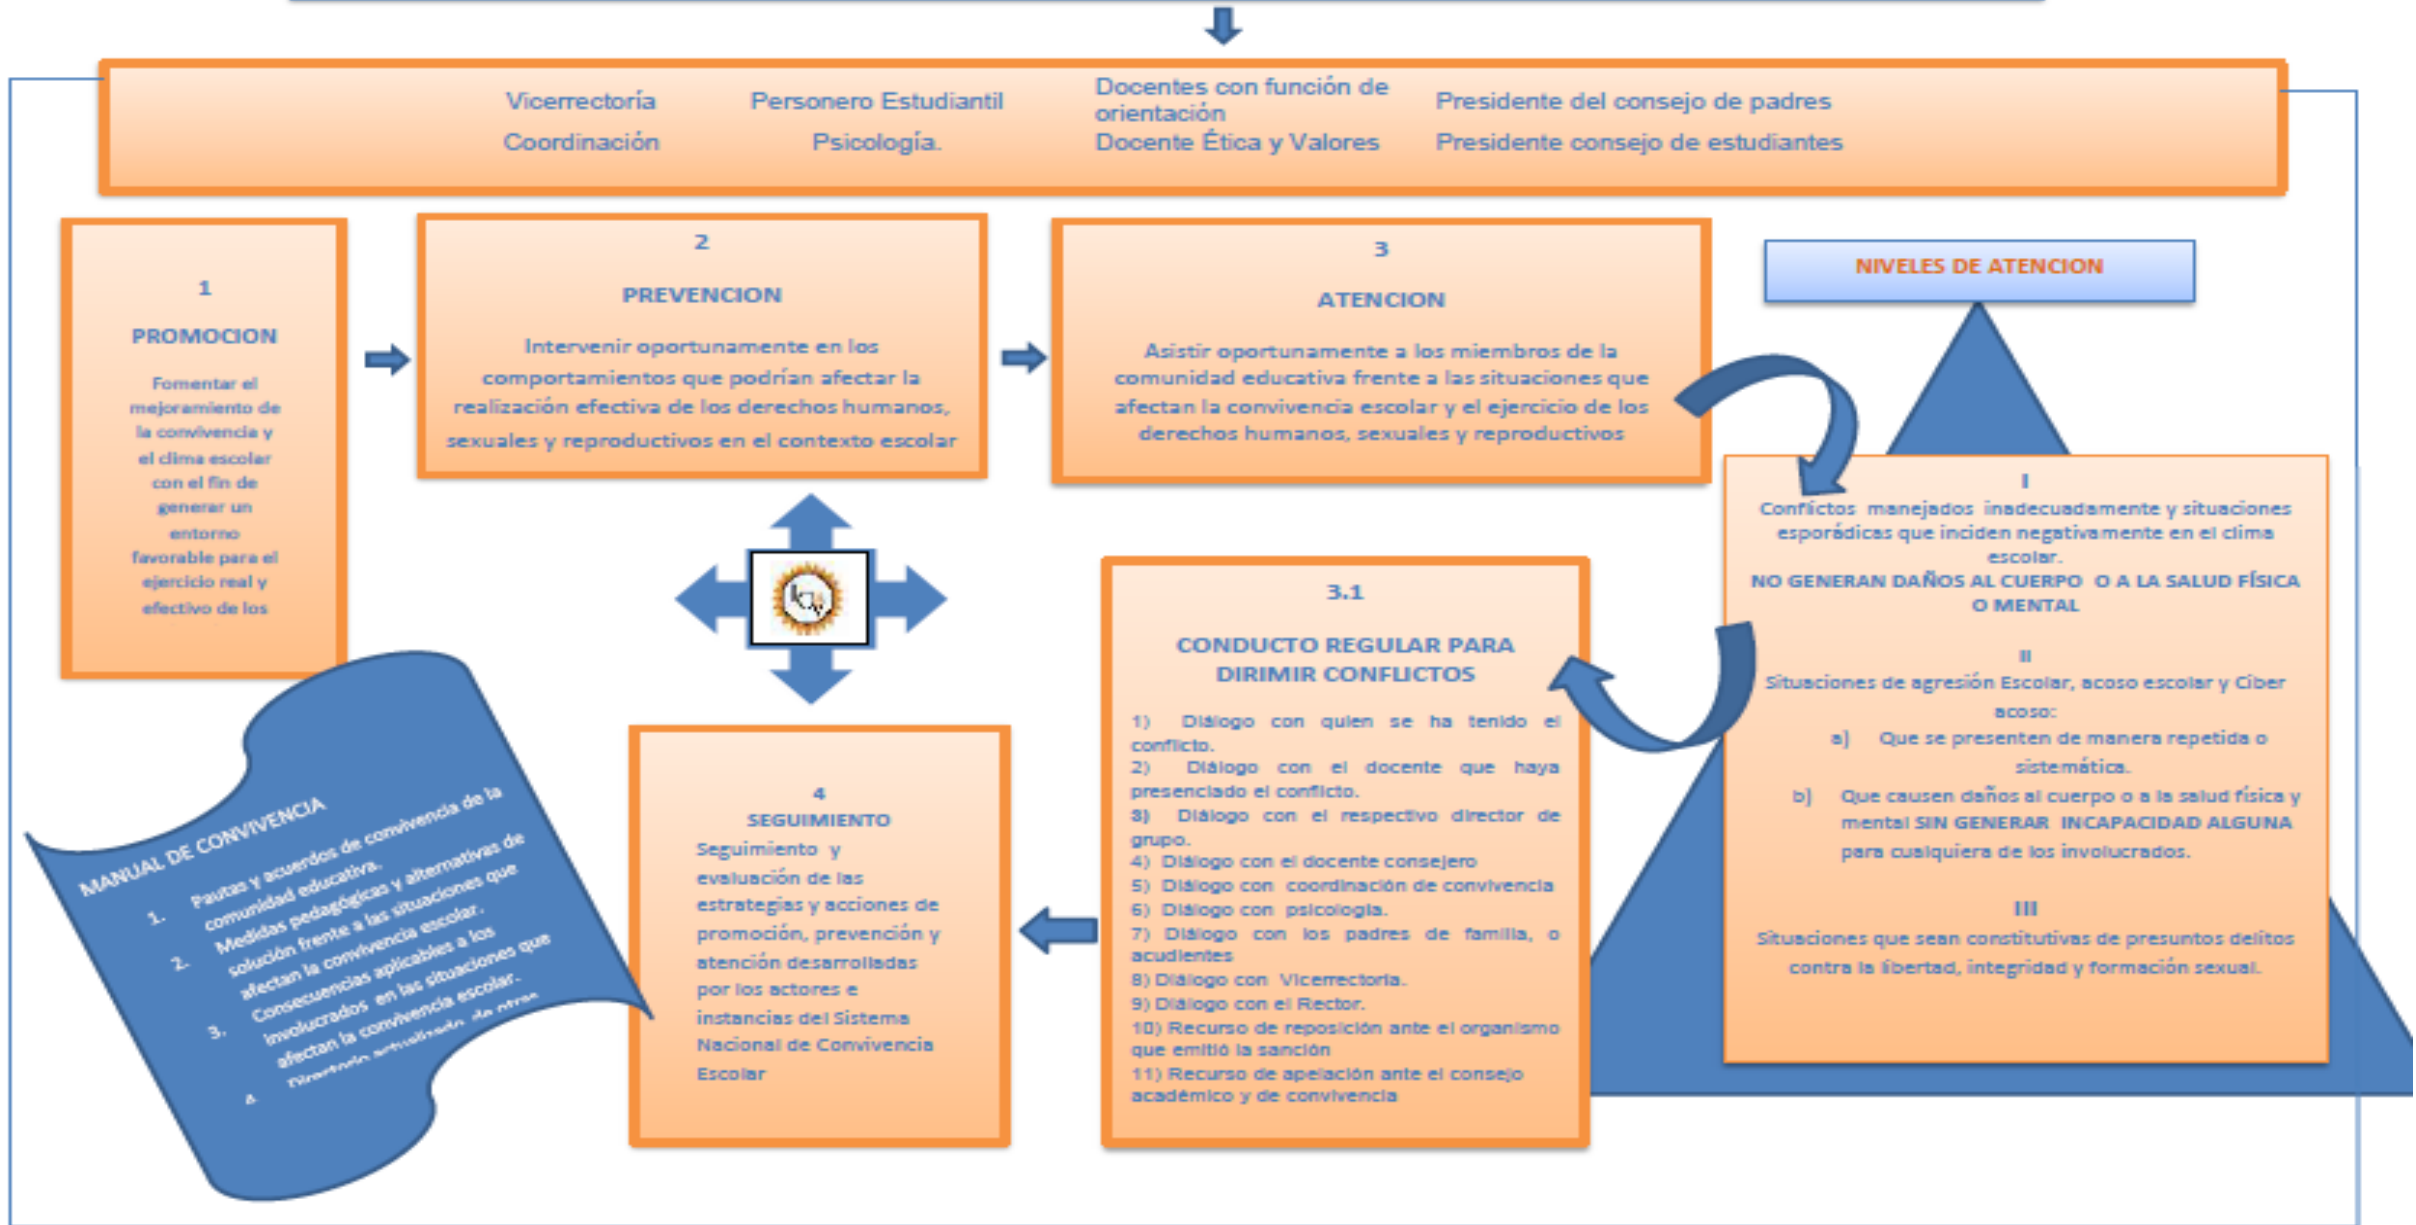 Vicerrectoría
Coordinación
Personero Estudiantil
Psicología.
Docentes con función de
orientación
Docente Ética y Valores
Presidente del consejo de padres
Presidente consejo de estudiantes
1
PROMOCION
Fomentar el
mejoramiento de
la convivencia y
el clima escolar
con el fin de
generar un
entorno
favorable para el
ejercicio real y
efectivo de los
2
PREVENCION
Intervenir oportunamente en los
comportamientos que podrían afectar la
realización efectiva de los derechos humanos,
sexuales y reproductivos en el contexto escolar
3
ATENCION
Asistir oportunamente a los miembros de la
comunidad educativa frente a las situaciones que
afectan la convivencia escolar y el ejercicio de los
derechos humanos, sexuales y reproductivos
NIVELES DE ATENCION
I
Conflictos manejados inadecuadamente y situaciones
esporádicas que inciden negativamente en el clima
escolar.
NO GENERAN DAÑOS AL CUERPO O A LA SALUD FÍSICA
O MENTAL
II
Situaciones de agresión Escolar, acoso escolar y Ciber
acoso:
a) Que se presenten de manera repetida o
sistemática.
b) Que causen daños al cuerpo o a la salud física y
mental SIN GENERAR INCAPACIDAD ALGUNA
para cualquiera de los involucrados.
III
Situaciones que sean constitutivas de presuntos delitos
contra la libertad, integridad y formación sexual.
3.1
CONDUCTO REGULAR PARA
DIRIMIR CONFLICTOS
1) Diálogo con quien se ha tenido el
conflicto.
2) Diálogo con el docente que haya
presenciado el conflicto.
3) Diálogo con el respectivo director de
grupo.
4) Diálogo con el docente consejero
5) Diálogo con coordinación de convivencia
6) Diálogo con psicología.
7) Diálogo con los padres de familia, o
acudientes
8) Diálogo con Vicerrectoría.
9) Diálogo con el Rector.
10) Recurso de reposición ante el organismo
que emitió la sanción
11) Recurso de apelación ante el consejo
académico y de convivencia
4
SEGUIMIENTO
Seguimiento y
evaluación de las
estrategias y acciones de
promoción, prevención y
atención desarrolladas
por los actores e
instancias del Sistema
Nacional de Convivencia
Escolar
MANUAL DE CONVIVENCIA
1. Pautas y acuerdos de convivencia de la
comunidad educativa.
2. Medidas pedagógicas y alternativas de
solución frente a las situaciones que
afectan la convivencia escolar.
3. Consecuencias aplicables a los
involucrados en las situaciones que
afectan la convivencia escolar.
4.